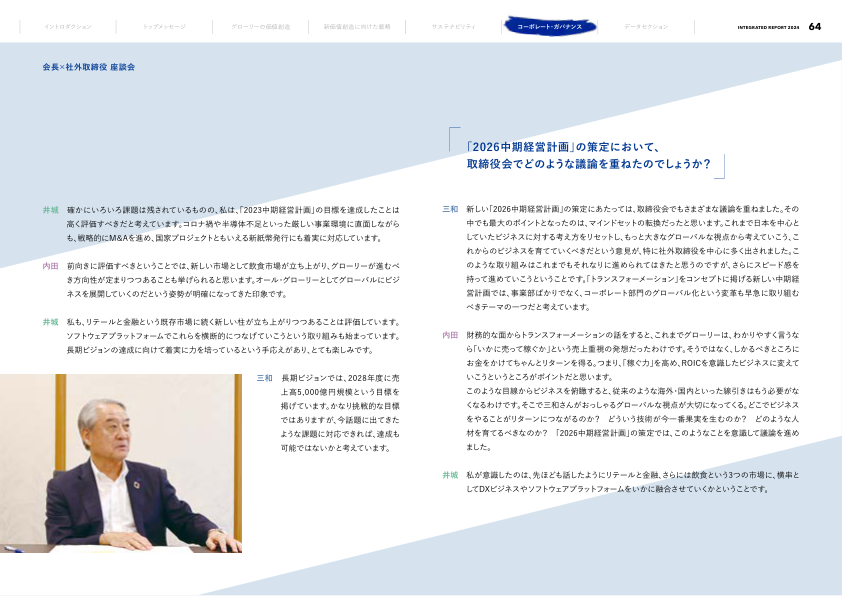 イントロダクション
トップメッセージ
グローリーの価値創造
新価値創造に向けた戦略
サステナビリティ
コーポレート・ガバナンス
データセクション
INTEGRATED REPORT 2024 64
会長×社外取締役 座談会
井城 確かにいろいろ課題は残されているものの、私は、「2023中期経営計画」の目標を達成したことは
高く評価すべきだと考えています。コロナ禍や半導体不足といった厳しい事業環境に直面しながら
も、戦略的にM&Aを進め、国家プロジェクトともいえる新紙幣発行にも着実に対応しています。
内田 前向きに評価すべきということでは、新しい市場として飲食市場が立ち上がり、グローリーが進むべ
き方向性が定まりつつあることも挙げられると思います。オール・グローリーとしてグローバルにビジ
ネスを展開していくのだという姿勢が明確になってきた印象です。
井城 私も、リテールと金融という既存市場に続く新しい柱が立ち上がりつつあることは評価しています。
ソフトウェアプラットフォームでこれらを横断的につなげていこうという取り組みも始まっています。
長期ビジョンの達成に向けて着実に力を培っているという手応えがあり、とても楽しみです。
三和 長期ビジョンでは、2028年度に売
上高5,000億円規模という目標を
掲げています。かなり挑戦的な目標
ではありますが、今話題に出てきた
ような課題に対応できれば、達成も
可能ではないかと考えています。
「2026中期経営計画」の策定において、
取締役会でどのような議論を重ねたのでしょうか?
三和 新しい「2026中期経営計画」の策定にあたっては、取締役会でもさまざまな議論を重ねました。その
中でも最大のポイントとなったのは、マインドセットの転換だったと思います。これまで日本を中心と
していたビジネスに対する考え方をリセットし、もっと大きなグローバルな視点から考えていこう、こ
れからのビジネスを育てていくべきだという意見が、特に社外取締役を中心に多く出されました。こ
のような取り組みはこれまでもそれなりに進められてはきたと思うのですが、さらにスピード感を
持って進めていこうということです。「トランスフォーメーション」をコンセプトに掲げる新しい中期経
営計画では、事業部ばかりでなく、コーポレート部門のグローバル化という変革も早急に取り組む
べきテーマの一つだと考えています。
内田 財務的な面からトランスフォーメーションの話をすると、これまでグローリーは、わかりやすく言うな
ら「いかに売って稼ぐか」という売上重視の発想だったわけです。そうではなく、しかるべきところに
お金をかけてちゃんとリターンを得る。つまり、「稼ぐ力」を高め、ROICを意識したビジネスに変えて
いこうというところがポイントだと思います。
このような目線からビジネスを俯瞰すると、従来のような海外・国内といった線引きはもう必要がな
くなるわけです。そこで三和さんがおっしゃるグローバルな視点が大切になってくる。どこでビジネス
をやることがリターンにつながるのか? どういう技術が今一番果実を生むのか? どのような人
材を育てるべきなのか? 「2026中期経営計画」の策定では、このようなことを意識して議論を進め
ました。
井城 私が意識したのは、先ほども話したようにリテールと金融、さらには飲食という3つの市場に、横串と
してDXビジネスやソフトウェアプラットフォームをいかに融合させていくかということです。